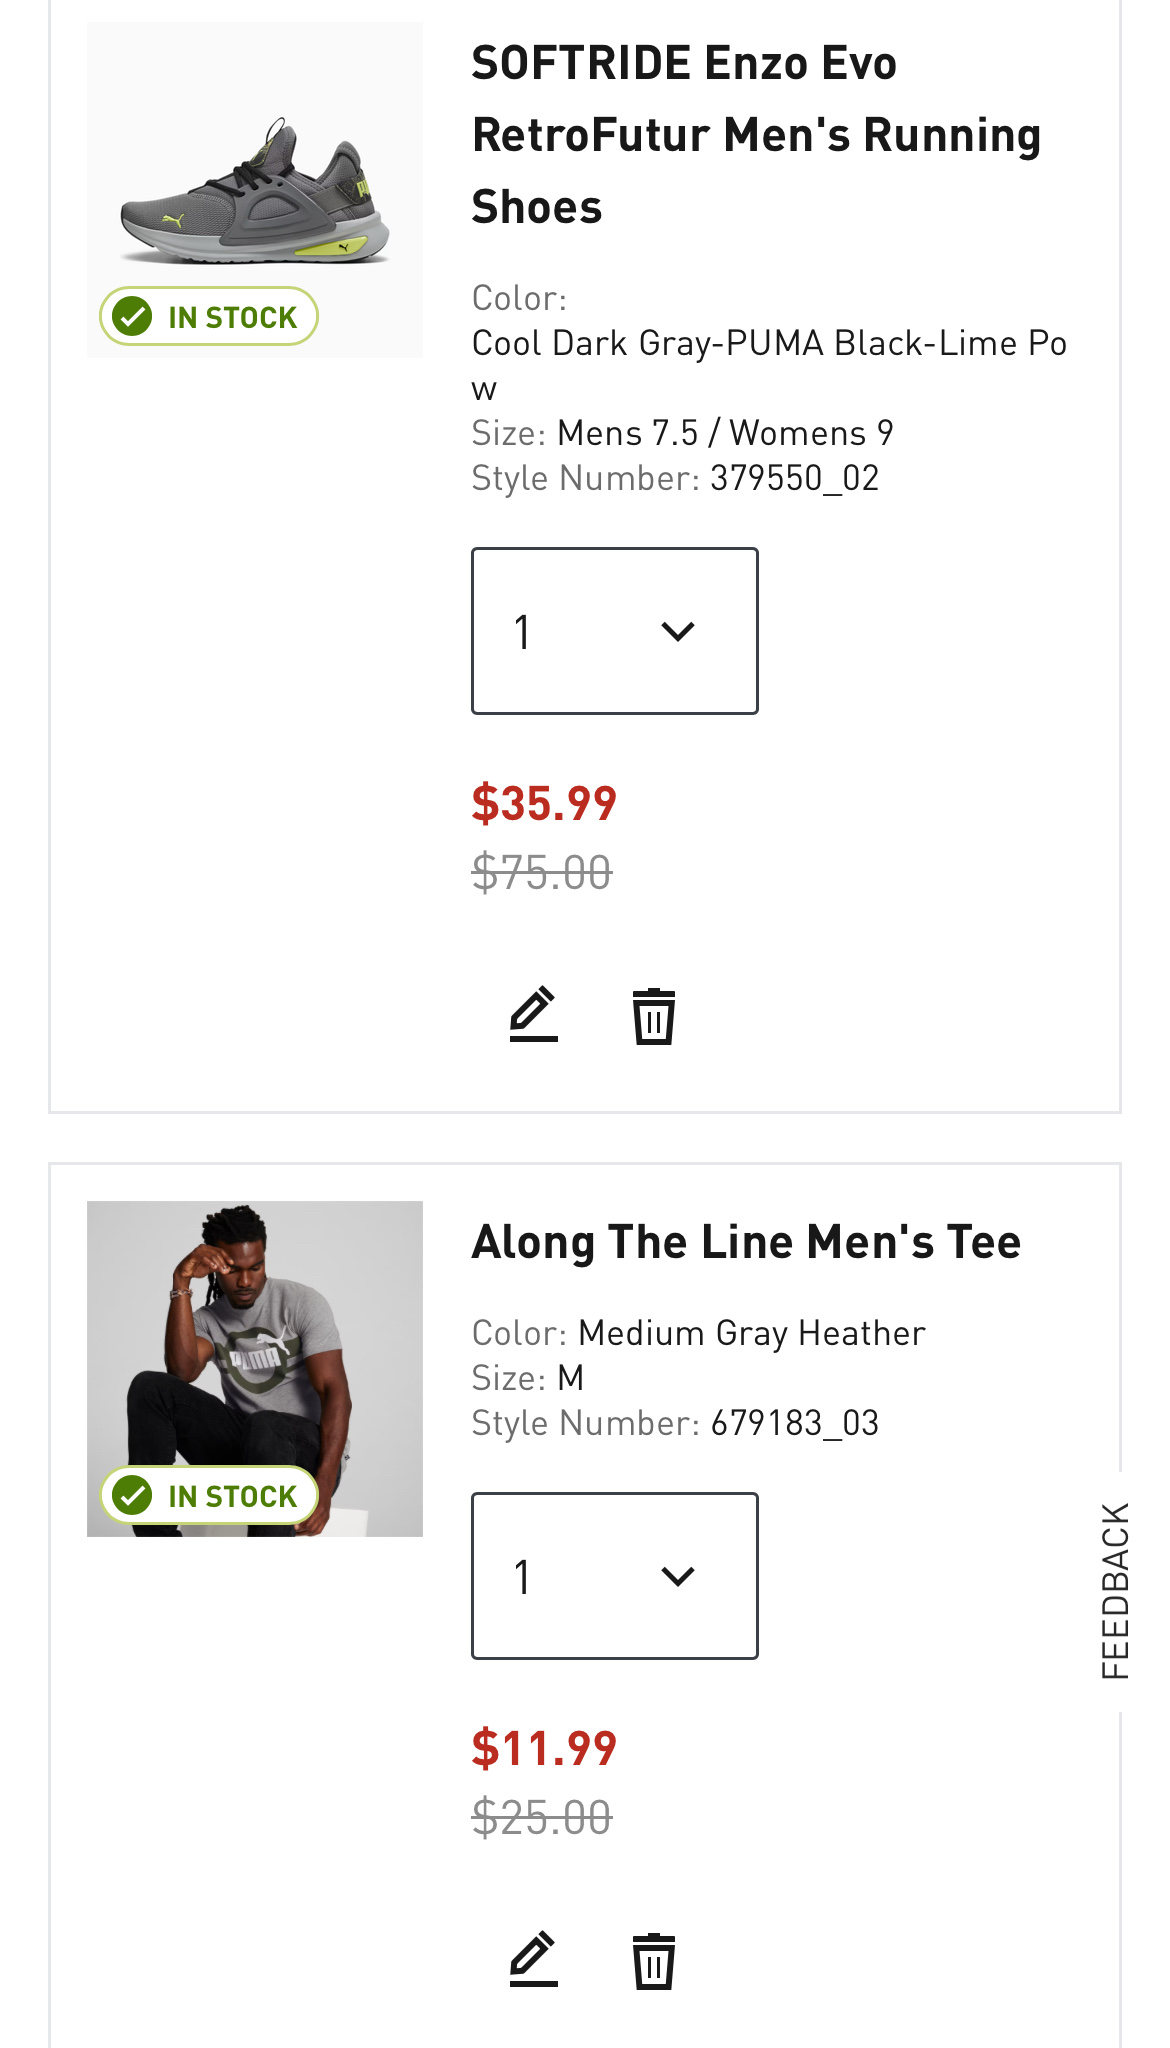 SOFTRIDE Enzo Evo
RetroFutur Men's Running
Shoes
IN STOCK
Color:
Cool Dark Gray-PUMA Black-Lime Po
w
Size: Mens 7.5 / Womens 9
Style Number: 379550_02
1
$35.99
$75.00
Along The Line Men's Tee
PUMA
IN STOCK
Color: Medium Gray Heather
Size: M
Style Number: 679183_03
1
FEEDBACK
$11.99
$25.00